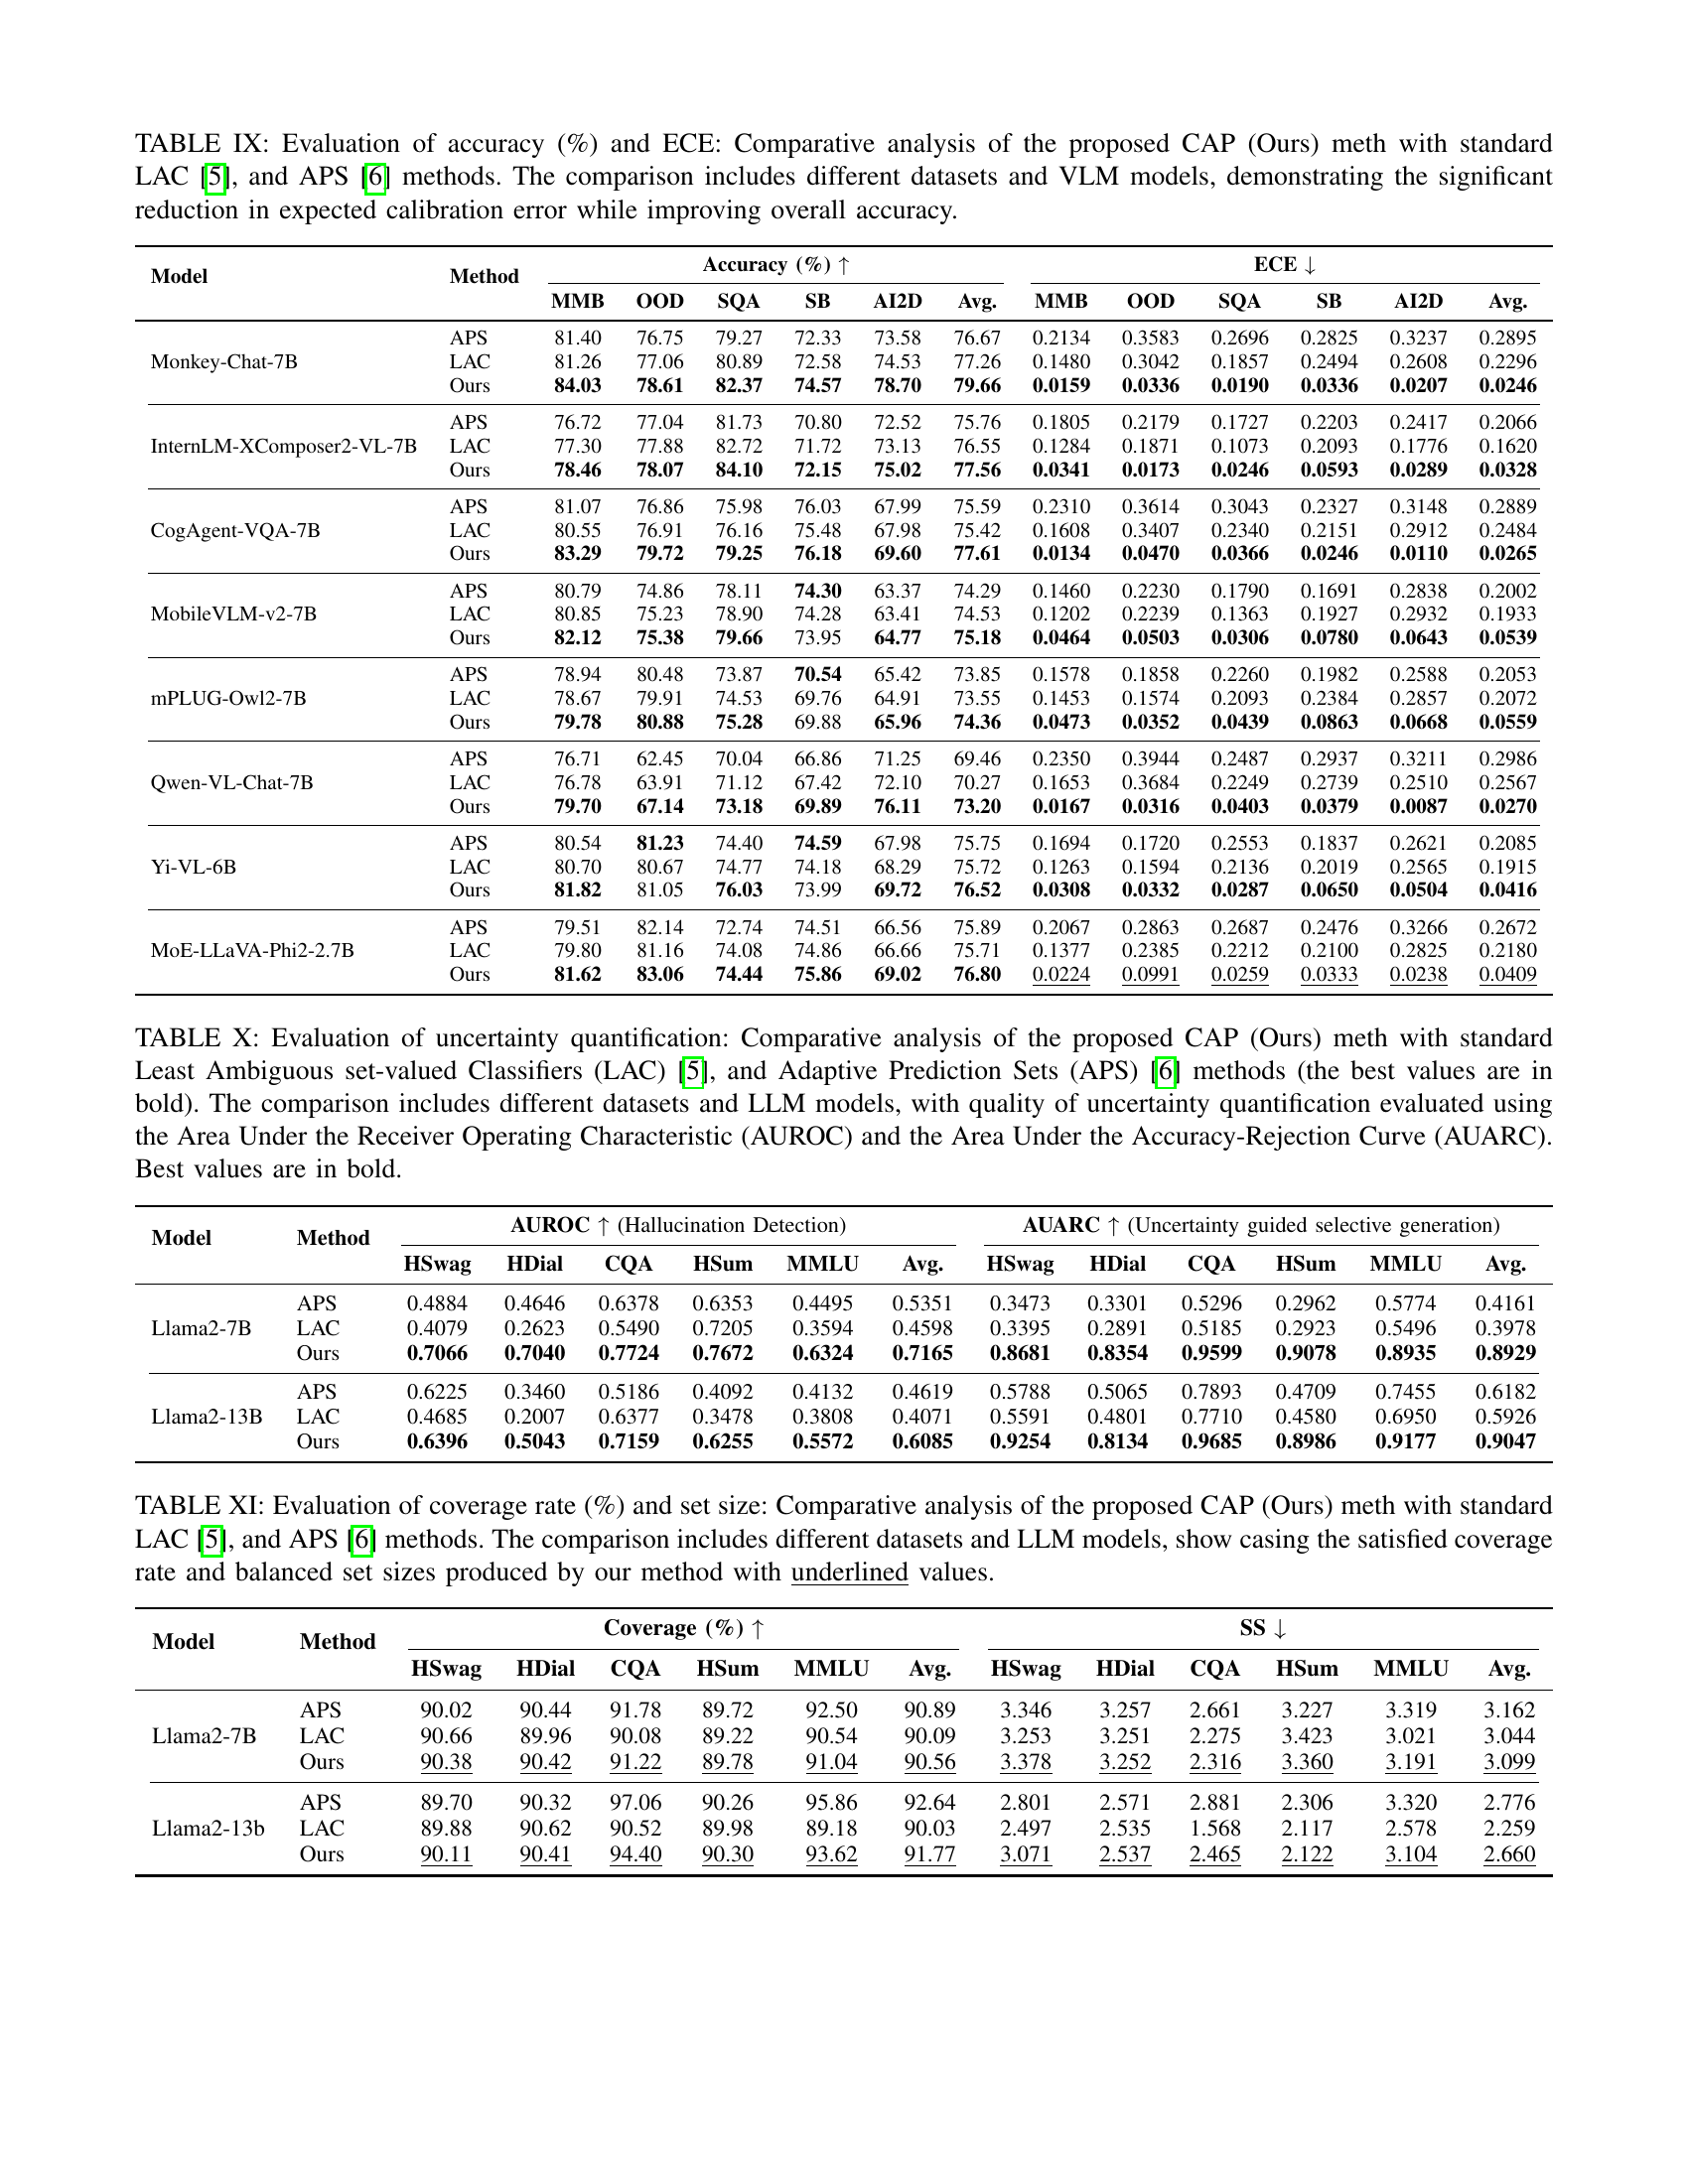 TABLE IX: Evaluation of accuracy (%) and ECE: Comparative analysis of the proposed CAP (Ours) meth with standard
LAC [5], and APS [6] methods. The comparison includes different datasets and VLM models, demonstrating the significant
reduction in expected calibration error while improving overall accuracy.
Model Method Accuracy (%) ↑ ECE ↓
MMB OOD SQA SB AI2D Avg. MMB OOD SQA SB AI2D Avg.
APS 81.40 76.75 79.27 72.33 73.58 76.67 0.2134 0.3583 0.2696 0.2825 0.3237 0.2895
Monkey-Chat-7B LAC 81.26 77.06 80.89 72.58 74.53 77.26 0.1480 0.3042 0.1857 0.2494 0.2608 0.2296
Ours 84.03 78.61 82.37 74.57 78.70 79.66 0.0159 0.0336 0.0190 0.0336 0.0207 0.0246
APS 76.72 77.04 81.73 70.80 72.52 75.76 0.1805 0.2179 0.1727 0.2203 0.2417 0.2066
InternLM-XComposer2-VL-7B LAC 77.30 77.88 82.72 71.72 73.13 76.55 0.1284 0.1871 0.1073 0.2093 0.1776 0.1620
Ours 78.46 78.07 84.10 72.15 75.02 77.56 0.0341 0.0173 0.0246 0.0593 0.0289 0.0328
APS 81.07 76.86 75.98 76.03 67.99 75.59 0.2310 0.3614 0.3043 0.2327 0.3148 0.2889
CogAgent-VQA-7B LAC 80.55 76.91 76.16 75.48 67.98 75.42 0.1608 0.3407 0.2340 0.2151 0.2912 0.2484
Ours 83.29 79.72 79.25 76.18 69.60 77.61 0.0134 0.0470 0.0366 0.0246 0.0110 0.0265
APS 80.79 74.86 78.11 74.30 63.37 74.29 0.1460 0.2230 0.1790 0.1691 0.2838 0.2002
MobileVLM-v2-7B LAC 80.85 75.23 78.90 74.28 63.41 74.53 0.1202 0.2239 0.1363 0.1927 0.2932 0.1933
Ours 82.12 75.38 79.66 73.95 64.77 75.18 0.0464 0.0503 0.0306 0.0780 0.0643 0.0539
APS 78.94 80.48 73.87 70.54 65.42 73.85 0.1578 0.1858 0.2260 0.1982 0.2588 0.2053
mPLUG-Owl2-7B LAC 78.67 79.91 74.53 69.76 64.91 73.55 0.1453 0.1574 0.2093 0.2384 0.2857 0.2072
Ours 79.78 80.88 75.28 69.88 65.96 74.36 0.0473 0.0352 0.0439 0.0863 0.0668 0.0559
APS 76.71 62.45 70.04 66.86 71.25 69.46 0.2350 0.3944 0.2487 0.2937 0.3211 0.2986
Qwen-VL-Chat-7B LAC 76.78 63.91 71.12 67.42 72.10 70.27 0.1653 0.3684 0.2249 0.2739 0.2510 0.2567
Ours 79.70 67.14 73.18 69.89 76.11 73.20 0.0167 0.0316 0.0403 0.0379 0.0087 0.0270
APS 80.54 81.23 74.40 74.59 67.98 75.75 0.1694 0.1720 0.2553 0.1837 0.2621 0.2085
Yi-VL-6B LAC 80.70 80.67 74.77 74.18 68.29 75.72 0.1263 0.1594 0.2136 0.2019 0.2565 0.1915
Ours 81.82 81.05 76.03 73.99 69.72 76.52 0.0308 0.0332 0.0287 0.0650 0.0504 0.0416
APS 79.51 82.14 72.74 74.51 66.56 75.89 0.2067 0.2863 0.2687 0.2476 0.3266 0.2672
MoE-LLaVA-Phi2-2.7B LAC 79.80 81.16 74.08 74.86 66.66 75.71 0.1377 0.2385 0.2212 0.2100 0.2825 0.2180
Ours 81.62 83.06 74.44 75.86 69.02 76.80 0.0224 0.0991 0.0259 0.0333 0.0238 0.0409
TABLE X: Evaluation of uncertainty quantification: Comparative analysis of the proposed CAP (Ours) meth with standard
Least Ambiguous set-valued Classifiers (LAC) [5], and Adaptive Prediction Sets (APS) [6] methods (the best values are in
bold). The comparison includes different datasets and LLM models, with quality of uncertainty quantification evaluated using
the Area Under the Receiver Operating Characteristic (AUROC) and the Area Under the Accuracy-Rejection Curve (AUARC).
Best values are in bold.
Model Method AUROC ↑ (Hallucination Detection) AUARC ↑ (Uncertainty guided selective generation)
HSwag HDial CQA HSum MMLU Avg. HSwag HDial CQA HSum MMLU Avg.
APS 0.4884 0.4646 0.6378 0.6353 0.4495 0.5351 0.3473 0.3301 0.5296 0.2962 0.5774 0.4161
Llama2-7B LAC 0.4079 0.2623 0.5490 0.7205 0.3594 0.4598 0.3395 0.2891 0.5185 0.2923 0.5496 0.3978
Ours 0.7066 0.7040 0.7724 0.7672 0.6324 0.7165 0.8681 0.8354 0.9599 0.9078 0.8935 0.8929
APS 0.6225 0.3460 0.5186 0.4092 0.4132 0.4619 0.5788 0.5065 0.7893 0.4709 0.7455 0.6182
Llama2-13B LAC 0.4685 0.2007 0.6377 0.3478 0.3808 0.4071 0.5591 0.4801 0.7710 0.4580 0.6950 0.5926
Ours 0.6396 0.5043 0.7159 0.6255 0.5572 0.6085 0.9254 0.8134 0.9685 0.8986 0.9177 0.9047
TABLE XI: Evaluation of coverage rate (%) and set size: Comparative analysis of the proposed CAP (Ours) meth with standard
LAC [5], and APS [6] methods. The comparison includes different datasets and LLM models, show casing the satisfied coverage
rate and balanced set sizes produced by our method with underlined values.
Model Method Coverage (%) ↑ SS ↓
HSwag HDial CQA HSum MMLU Avg. HSwag HDial CQA HSum MMLU Avg.
APS 90.02 90.44 91.78 89.72 92.50 90.89 3.346 3.257 2.661 3.227 3.319 3.162
Llama2-7B LAC 90.66 89.96 90.08 89.22 90.54 90.09 3.253 3.251 2.275 3.423 3.021 3.044
Ours 90.38 90.42 91.22 89.78 91.04 90.56 3.378 3.252 2.316 3.360 3.191 3.099
APS 89.70 90.32 97.06 90.26 95.86 92.64 2.801 2.571 2.881 2.306 3.320 2.776
Llama2-13b LAC 89.88 90.62 90.52 89.98 89.18 90.03 2.497 2.535 1.568 2.117 2.578 2.259
Ours 90.11 90.41 94.40 90.30 93.62 91.77 3.071 2.537 2.465 2.122 3.104 2.660